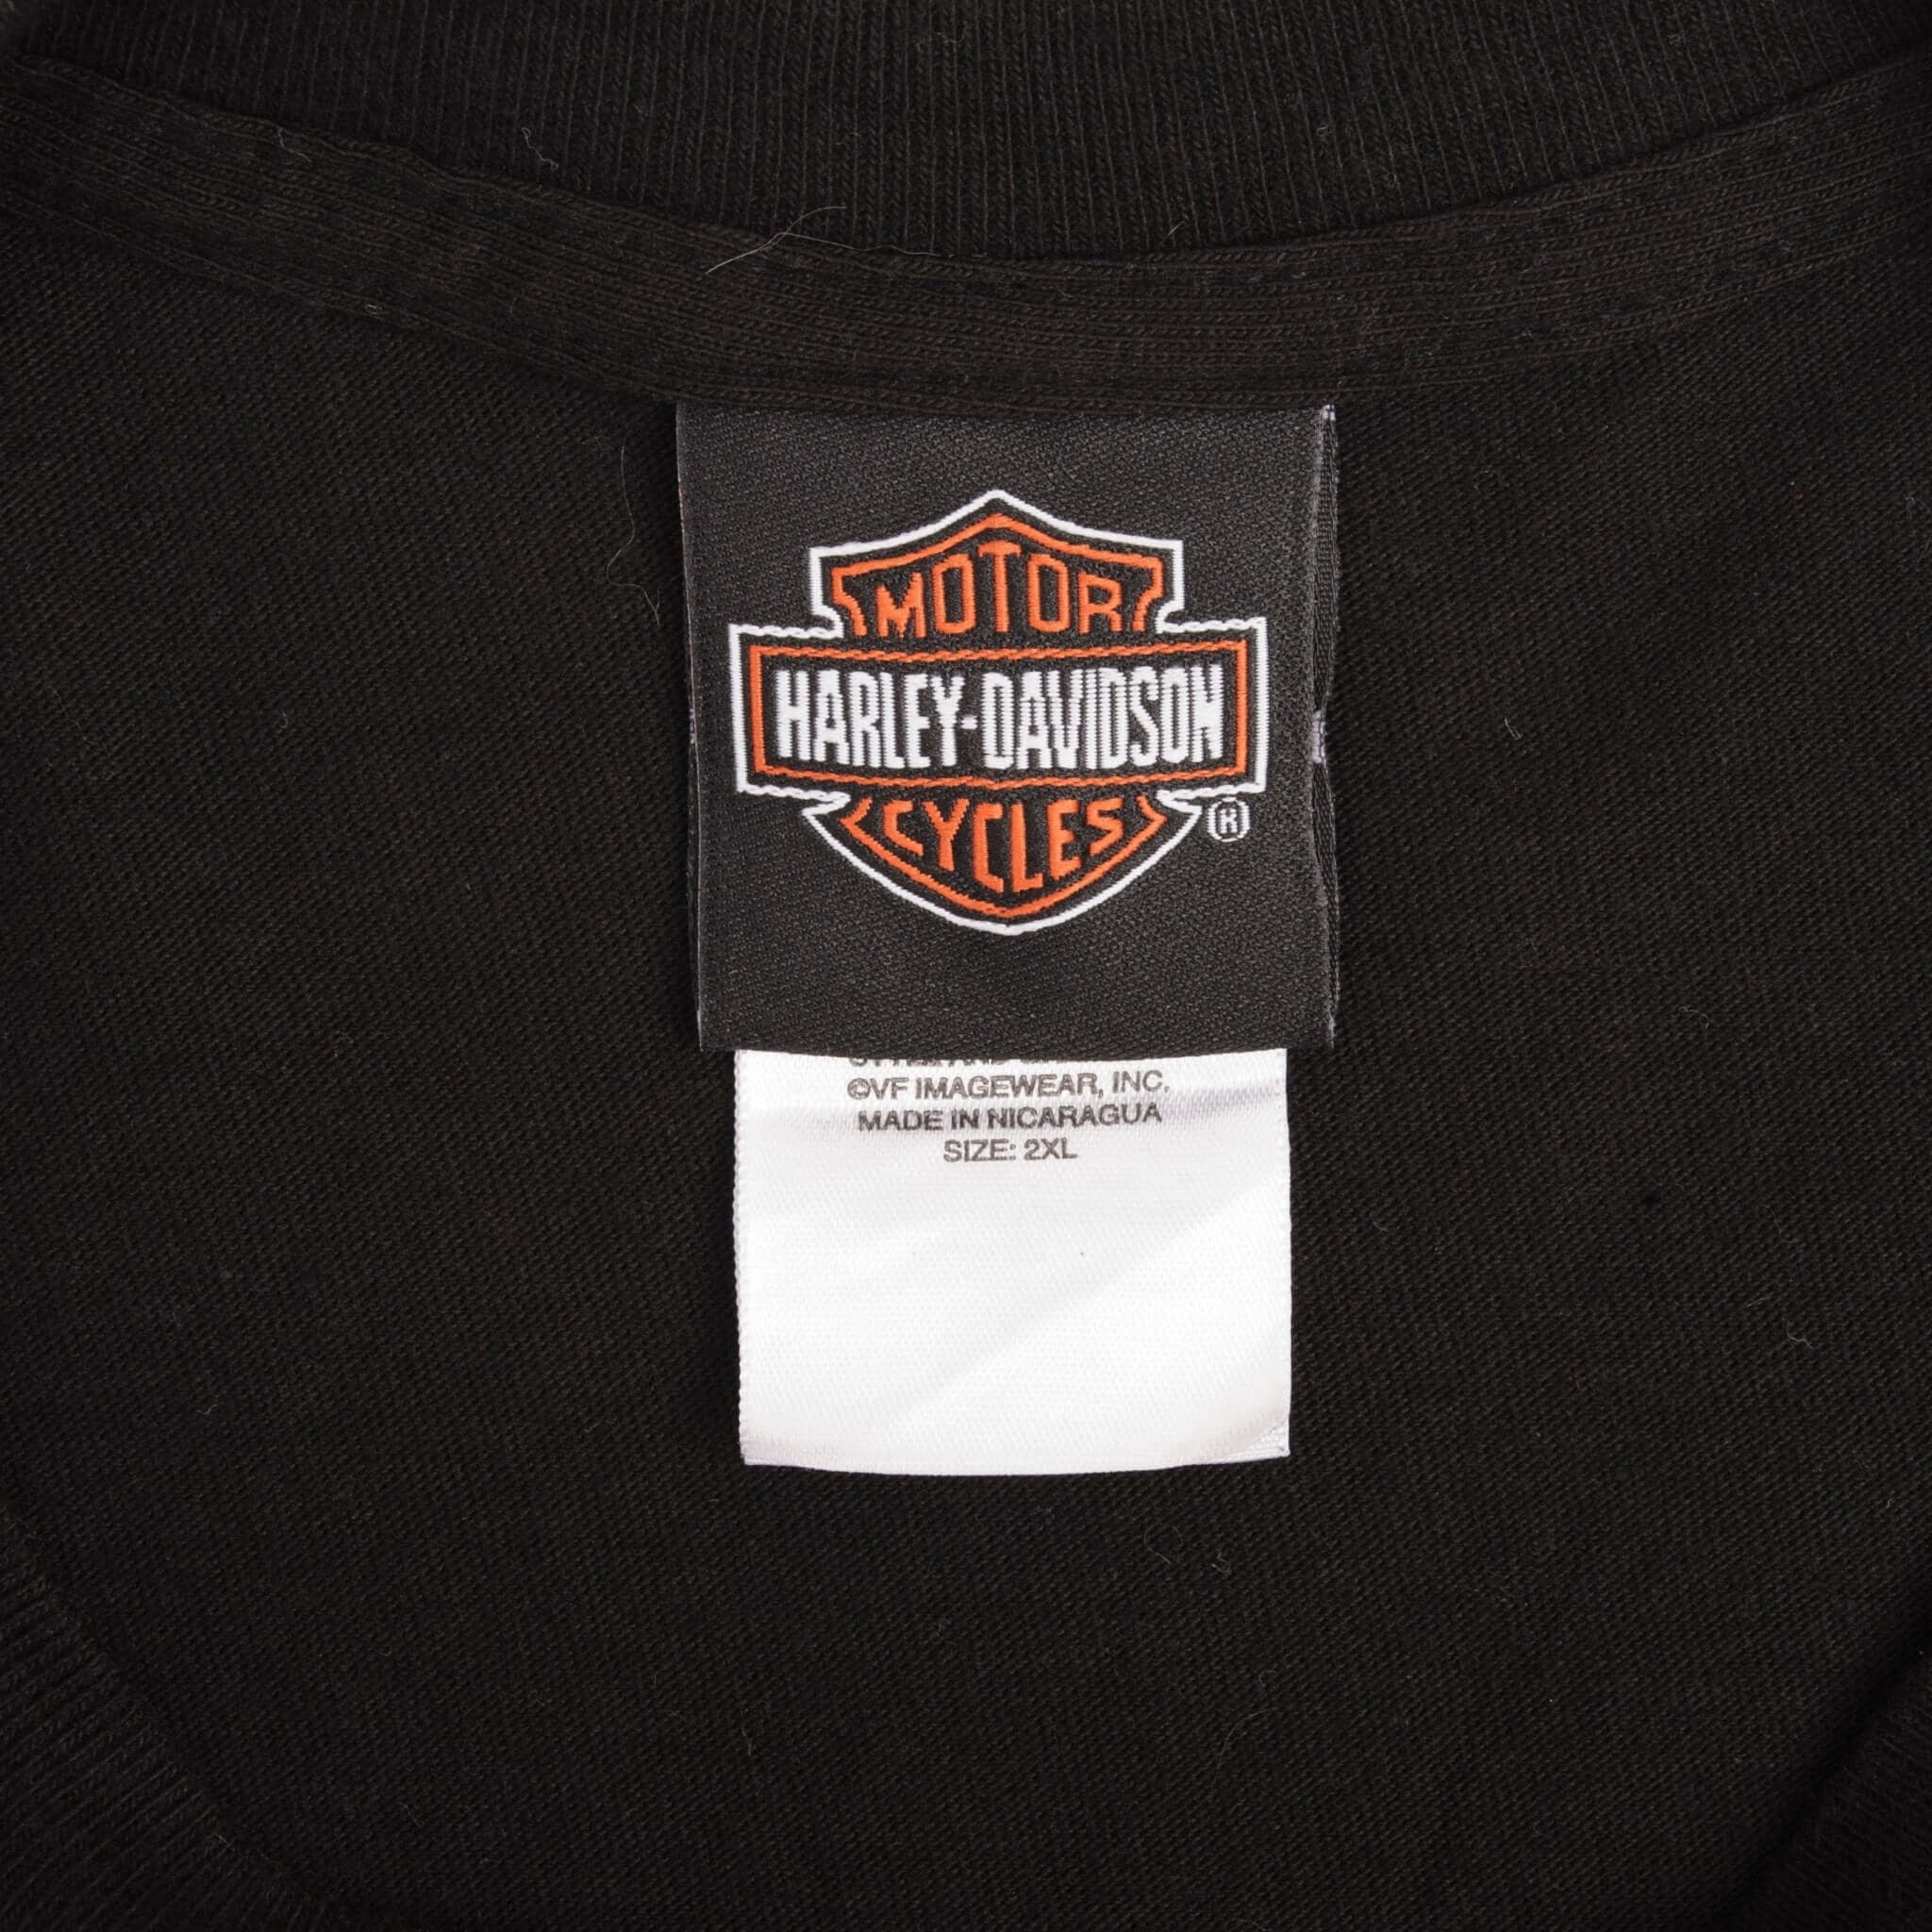 MOTOR
HARLEY-DAVIDSON
CYCLES ®
©VF IMAGEWEAR, INC.
MADE IN NICARAGUA
SIZE: 2XL